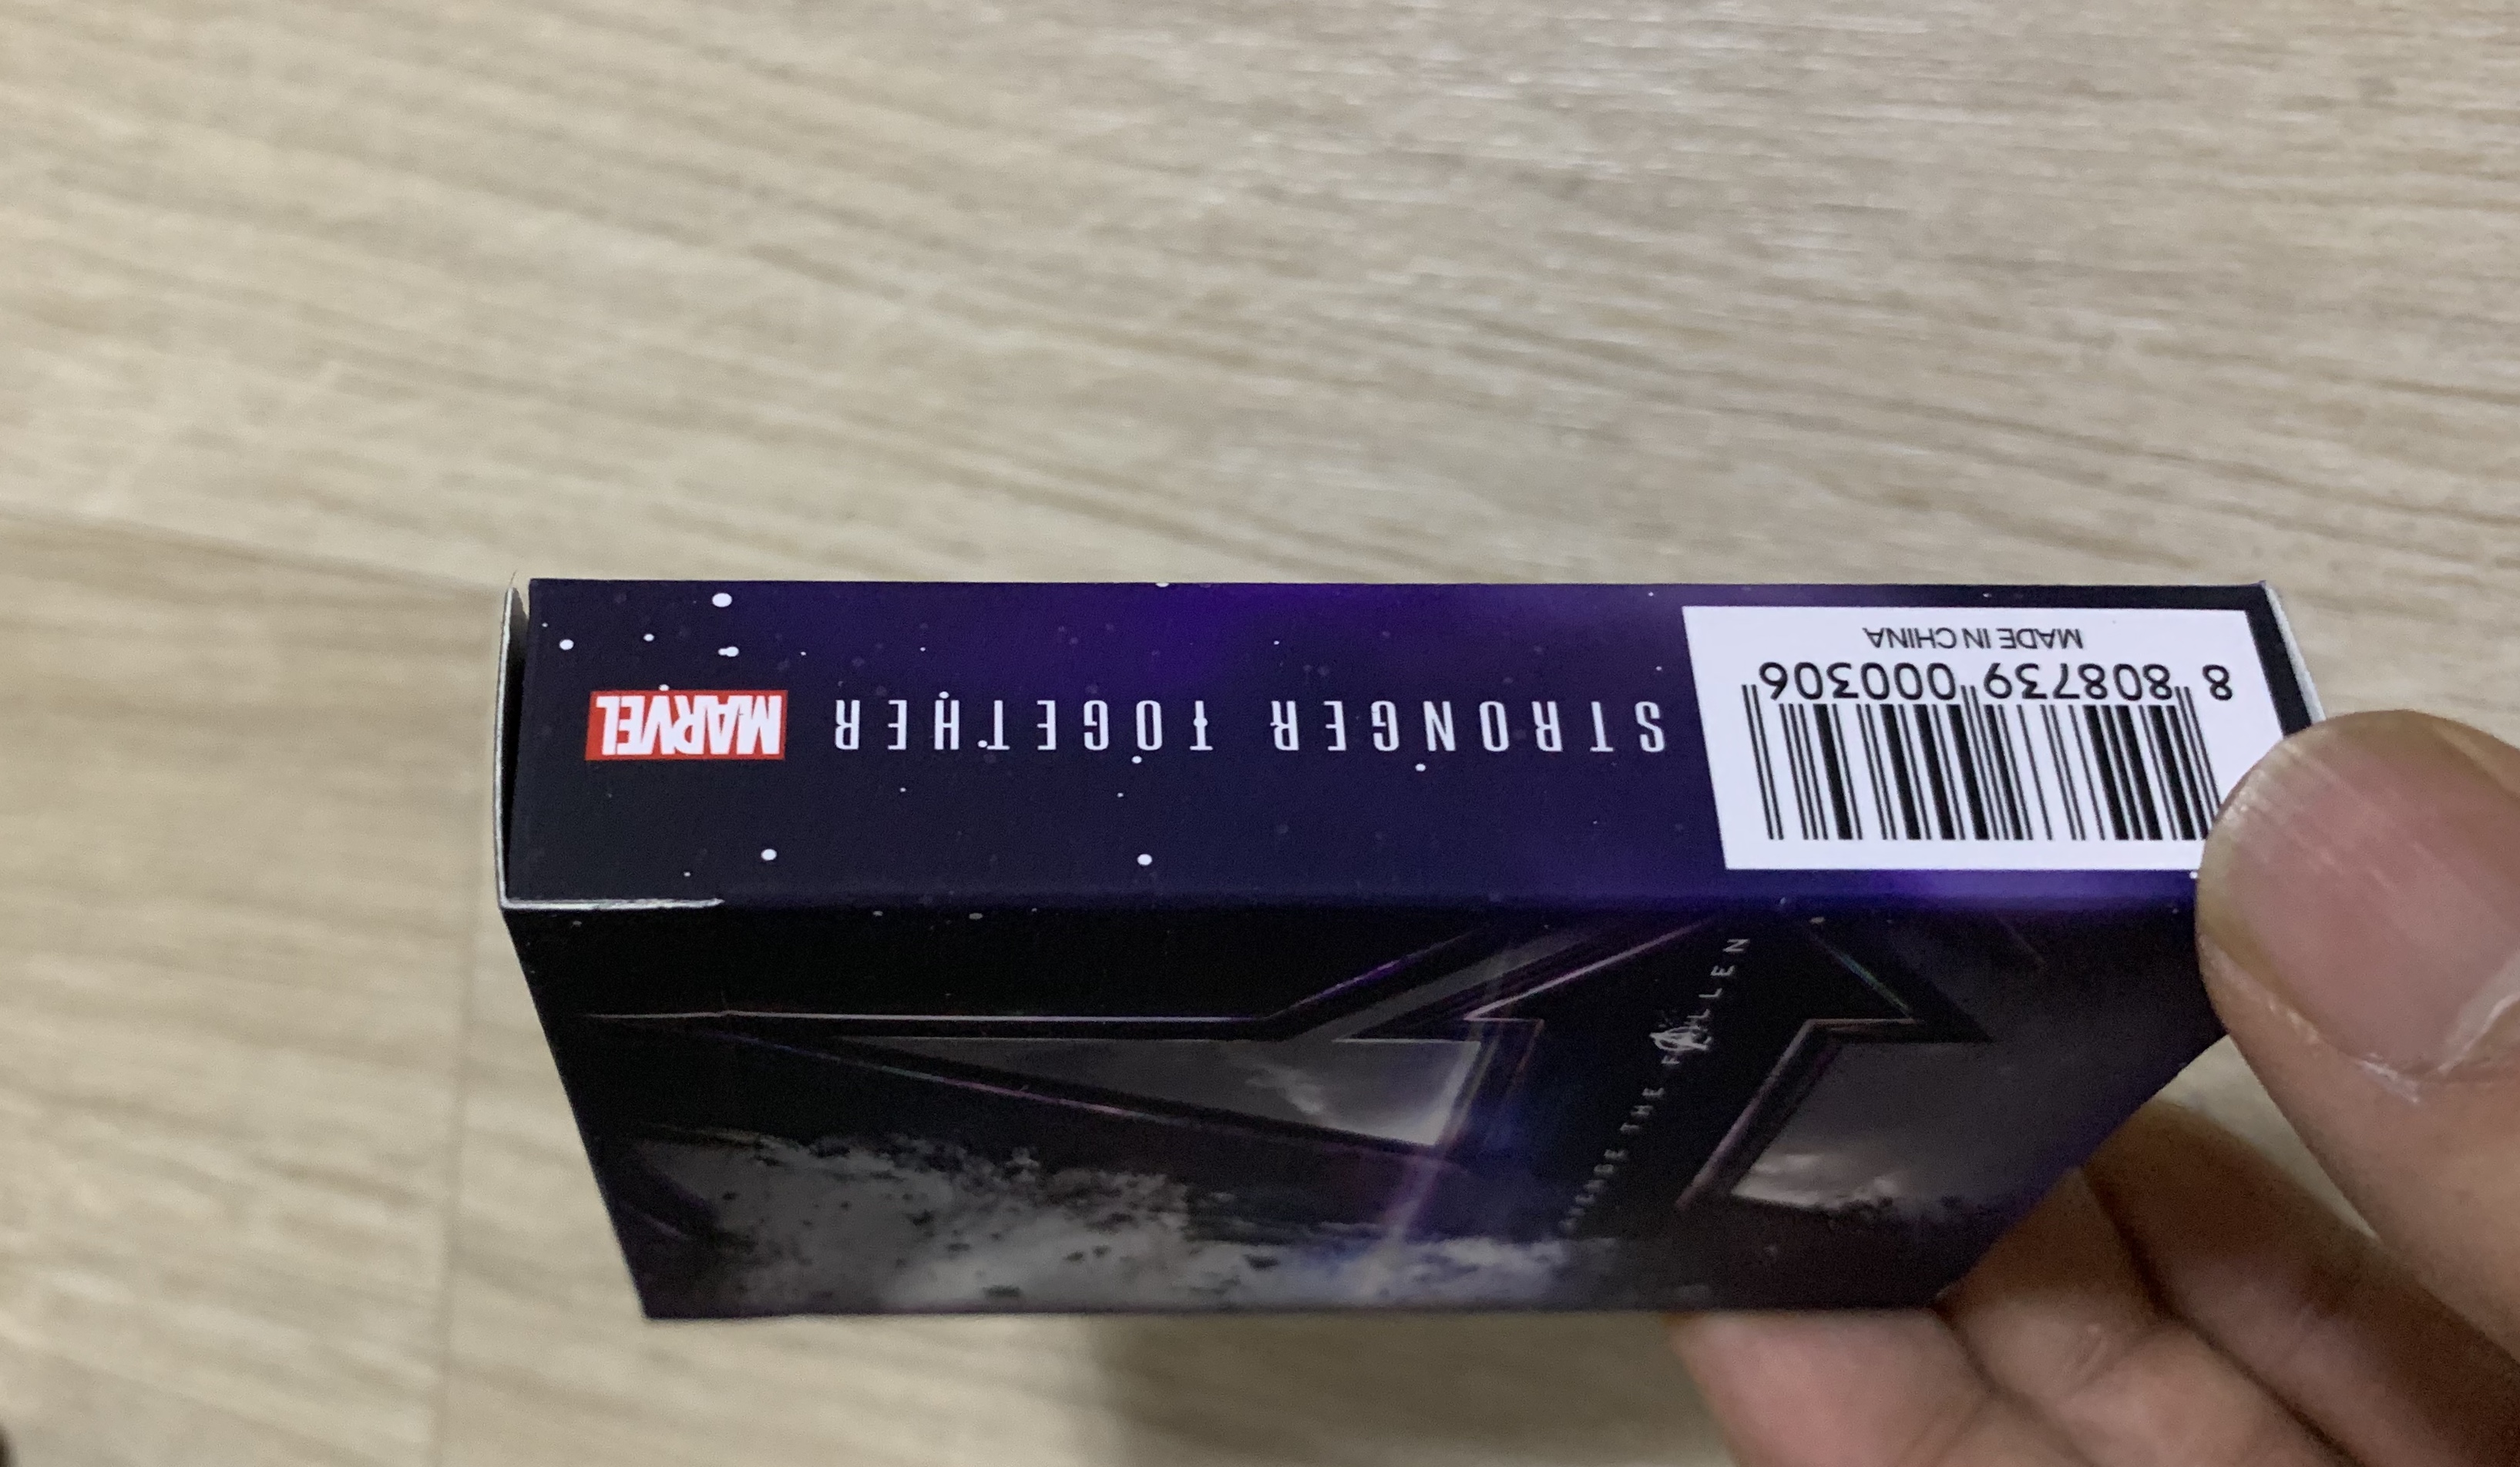 8 808739 000306
MADE IN CHINA
STRONGER TOGETHER
MARVEL
AVENGE THE FALLEN